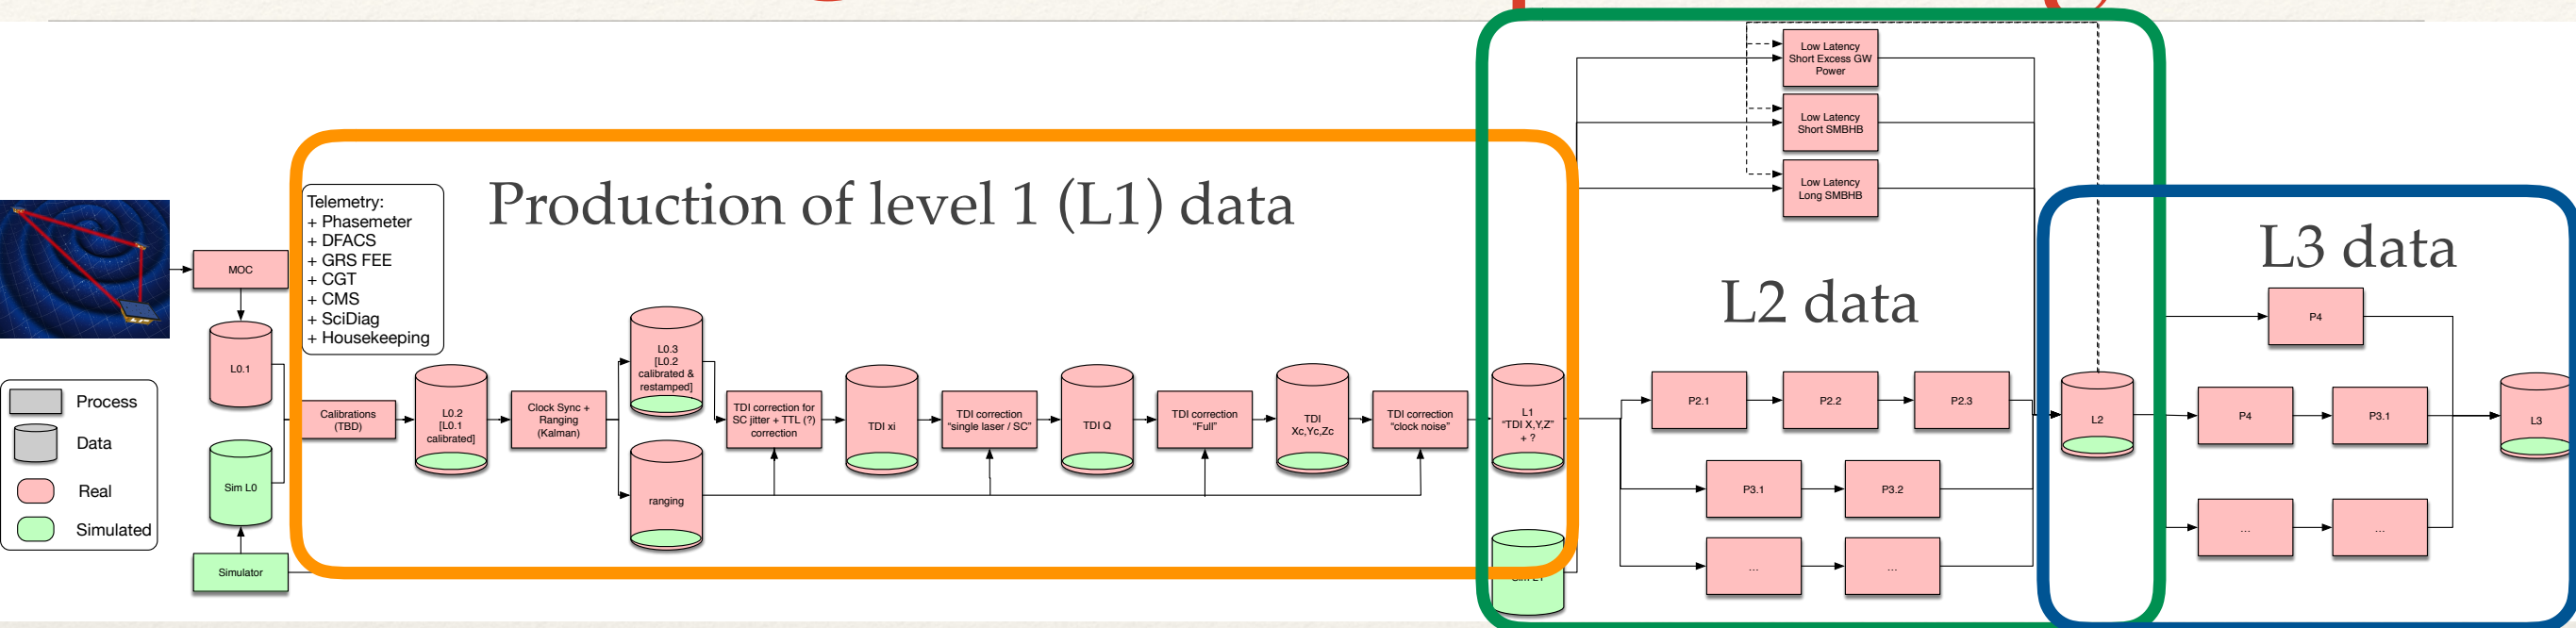 Production of level 1 (L1) data
L2 data
L3 data
Telemetry:
+ Phasemeter
+ DFACS
+ GRS FEE
+ CGT
+ CMS
+ SciDiag
+ Housekeeping
MOC
L0.1
Sim L0
Simulator
Process
Data
Real
Simulated
Calibrations
(TBD)
L0.2
[L0.1
calibrated]
Clock Sync +
Ranging
(Kalman)
L0.3
[L0.2
calibrated &
restamped]
ranging
TDI correction for
SC jitter + TTL (?)
correction
TDI xi
TDI correction
“single laser / SC”
TDI Q
TDI correction
“Full”
TDI
Xc,Yc,Zc
TDI correction
“clock noise”
L1
“TDI X,Y,Z”
+ ?
Low Latency
Short Excess GW
Power
Low Latency
Short SMBHB
Low Latency
Long SMBHB
P2.1
P2.2
P2.3
P3.1
P3.2
...
...
L2
P4
P4
P3.1
...
...
L3